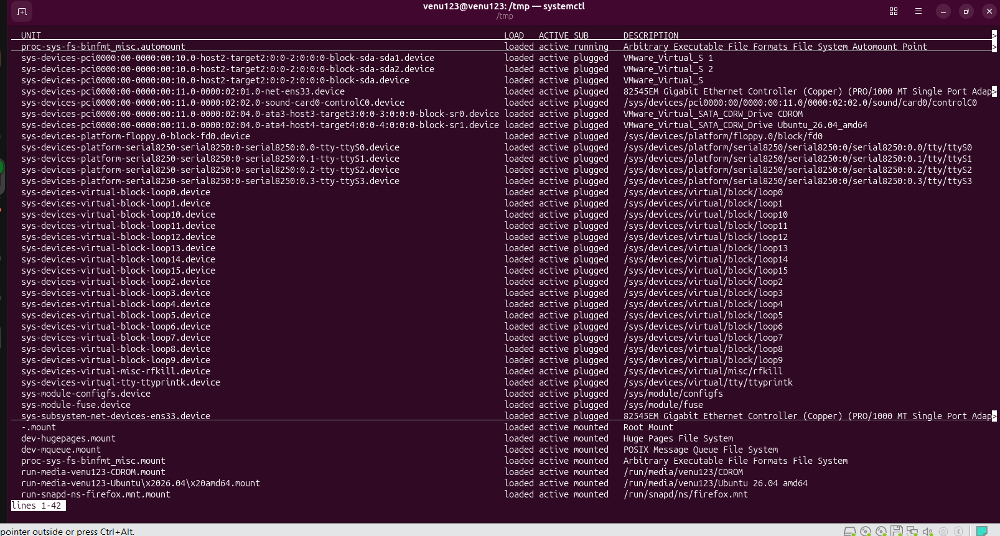 venu123@venu123: /tmp — systemctl
/tmp
UNIT LOAD ACTIVE SUB DESCRIPTION >
proc-sys-fs-binfmt_misc.automount loaded active running Arbitrary Executable File Formats File System Automount Point >
sys-devices-pci0000:00-0000:00:10.0-host2-target2:0:0-2:0:0:0-block-sda-sda1.device loaded active plugged VMware_Virtual_S 1
sys-devices-pci0000:00-0000:00:10.0-host2-target2:0:0-2:0:0:0-block-sda-sda2.device loaded active plugged VMware_Virtual_S 2
sys-devices-pci0000:00-0000:00:10.0-host2-target2:0:0-2:0:0:0-block-sda.device loaded active plugged VMware_Virtual_S
sys-devices-pci0000:00-0000:00:11.0-0000:02:01.0-net-ens33.device loaded active plugged 82545EM Gigabit Ethernet Controller (Copper) (PRO/1000 MT Single Port Adap>
sys-devices-pci0000:00-0000:00:11.0-0000:02:02.0-sound-card0-controlC0.device loaded active plugged /sys/devices/pci0000:00/0000:00:11.0/0000:02:02.0/sound/card0/controlC0
sys-devices-pci0000:00-0000:00:11.0-0000:02:04.0-ata3-host3-target3:0:0-3:0:0:0-block-sr0.device loaded active plugged VMware_Virtual_SATA_CDRW_Drive CDROM
sys-devices-pci0000:00-0000:00:11.0-0000:02:04.0-ata4-host4-target4:0:0-4:0:0:0-block-sr1.device loaded active plugged VMware_Virtual_SATA_CDRW_Drive Ubuntu_26.04_amd64
sys-devices-platform-floppy.0-block-fd0.device loaded active plugged /sys/devices/platform/floppy.0/block/fd0
sys-devices-platform-serial8250-serial8250:0-serial8250:0.0-tty-ttyS0.device loaded active plugged /sys/devices/platform/serial8250/serial8250:0/serial8250:0.0/tty/ttyS0
sys-devices-platform-serial8250-serial8250:0-serial8250:0.1-tty-ttyS1.device loaded active plugged /sys/devices/platform/serial8250/serial8250:0/serial8250:0.1/tty/ttyS1
sys-devices-platform-serial8250-serial8250:0-serial8250:0.2-tty-ttyS2.device loaded active plugged /sys/devices/platform/serial8250/serial8250:0/serial8250:0.2/tty/ttyS2
sys-devices-platform-serial8250-serial8250:0-serial8250:0.3-tty-ttyS3.device loaded active plugged /sys/devices/platform/serial8250/serial8250:0/serial8250:0.3/tty/ttyS3
sys-devices-virtual-block-loop0.device loaded active plugged /sys/devices/virtual/block/loop0
sys-devices-virtual-block-loop1.device loaded active plugged /sys/devices/virtual/block/loop1
sys-devices-virtual-block-loop10.device loaded active plugged /sys/devices/virtual/block/loop10
sys-devices-virtual-block-loop11.device loaded active plugged /sys/devices/virtual/block/loop11
sys-devices-virtual-block-loop12.device loaded active plugged /sys/devices/virtual/block/loop12
sys-devices-virtual-block-loop13.device loaded active plugged /sys/devices/virtual/block/loop13
sys-devices-virtual-block-loop14.device loaded active plugged /sys/devices/virtual/block/loop14
sys-devices-virtual-block-loop15.device loaded active plugged /sys/devices/virtual/block/loop15
sys-devices-virtual-block-loop2.device loaded active plugged /sys/devices/virtual/block/loop2
sys-devices-virtual-block-loop3.device loaded active plugged /sys/devices/virtual/block/loop3
sys-devices-virtual-block-loop4.device loaded active plugged /sys/devices/virtual/block/loop4
sys-devices-virtual-block-loop5.device loaded active plugged /sys/devices/virtual/block/loop5
sys-devices-virtual-block-loop6.device loaded active plugged /sys/devices/virtual/block/loop6
sys-devices-virtual-block-loop7.device loaded active plugged /sys/devices/virtual/block/loop7
sys-devices-virtual-block-loop8.device loaded active plugged /sys/devices/virtual/block/loop8
sys-devices-virtual-block-loop9.device loaded active plugged /sys/devices/virtual/block/loop9
sys-devices-virtual-misc-rfkill.device loaded active plugged /sys/devices/virtual/misc/rfkill
sys-devices-virtual-tty-ttyprintk.device loaded active plugged /sys/devices/virtual/tty/ttyprintk
sys-module-configfs.device loaded active plugged /sys/module/configfs
sys-module-fuse.device loaded active plugged /sys/module/fuse
sys-subsystem-net-devices-ens33.device loaded active plugged 82545EM Gigabit Ethernet Controller (Copper) (PRO/1000 MT Single Port Adap>
-.mount loaded active mounted Root Mount
dev-hugepages.mount loaded active mounted Huge Pages File System
dev-mqueue.mount loaded active mounted POSIX Message Queue File System
proc-sys-fs-binfmt_misc.mount loaded active mounted Arbitrary Executable File Formats File System
run-media-venu123-CDROM.mount loaded active mounted /run/media/venu123/CDROM
run-media-venu123-Ubuntu\x2026.04\x20amd64.mount loaded active mounted /run/media/venu123/Ubuntu 26.04 amd64
run-snapd-ns-firefox.mnt.mount loaded active mounted /run/snapd/ns/firefox.mnt
lines 1-42
pointer outside or press Ctrl+Alt.